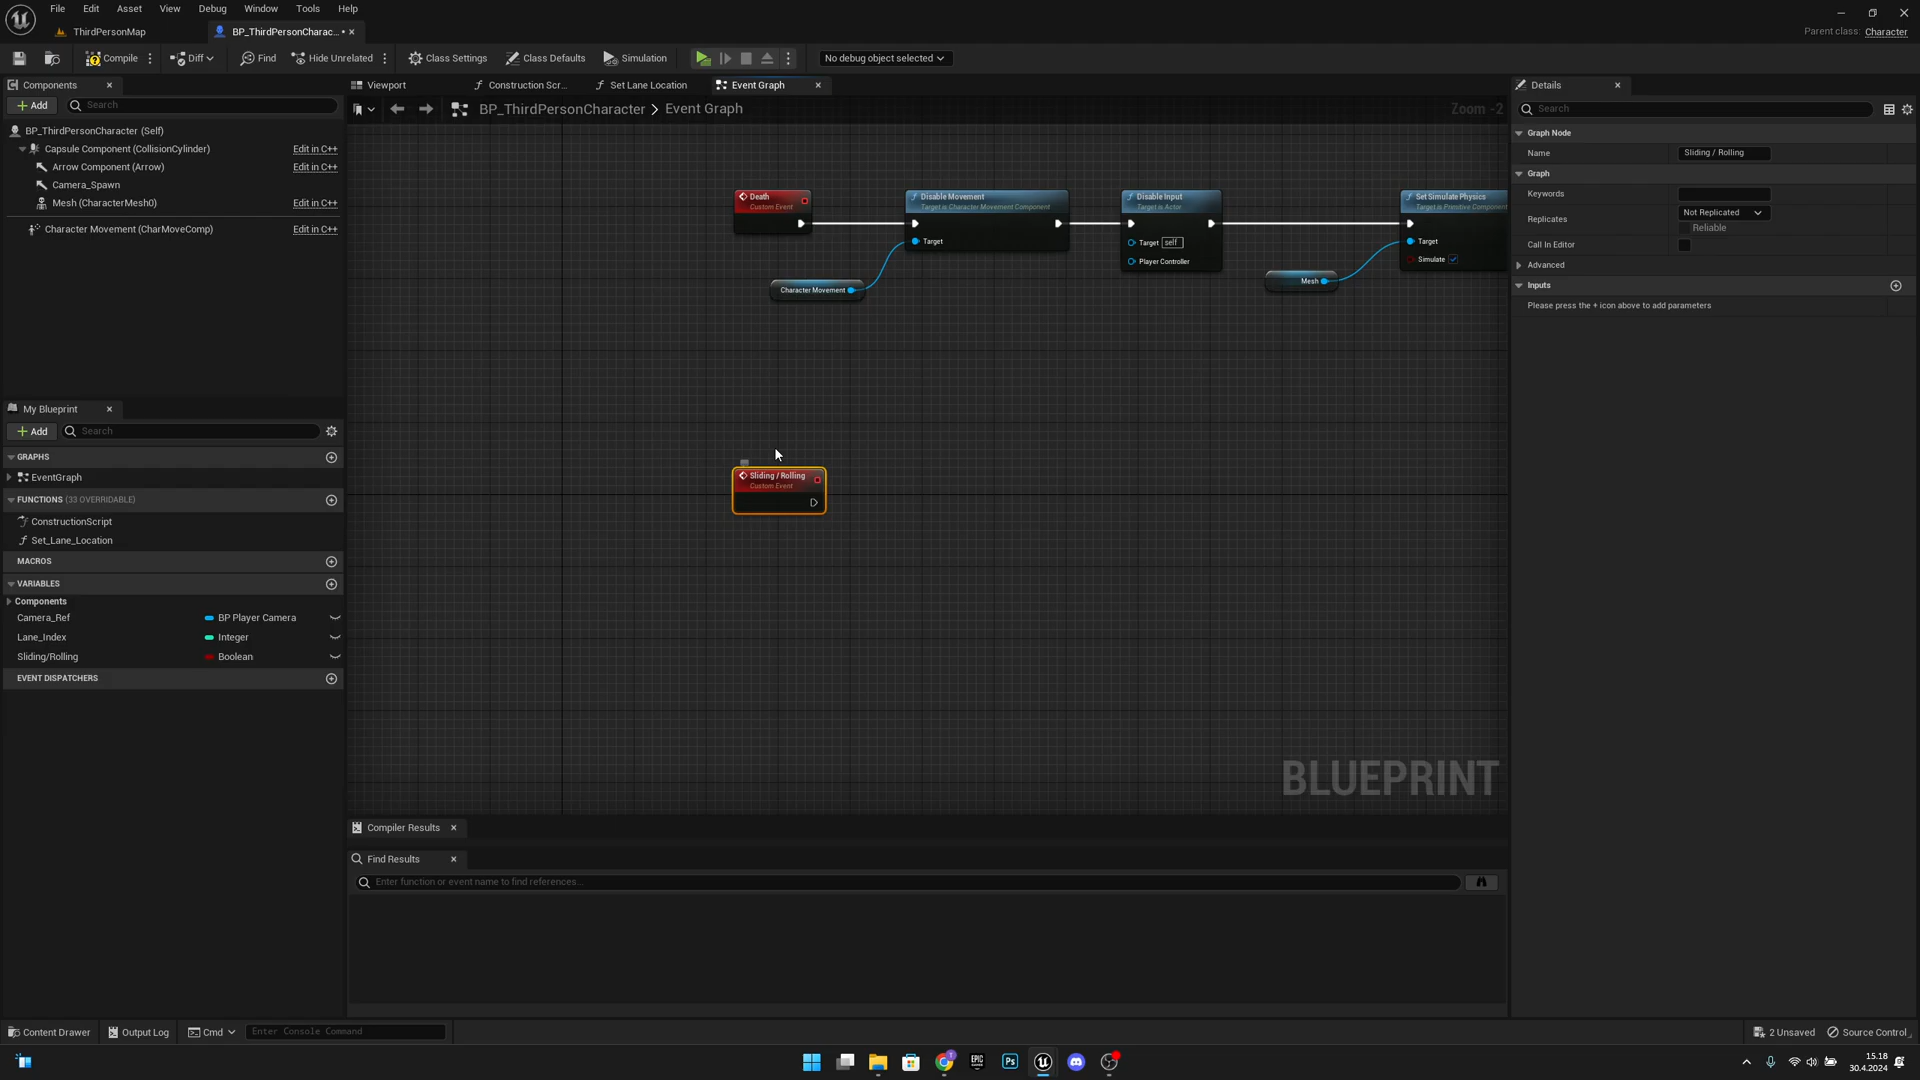 File Edit Asset View Debug Window Tools Help
ThirdPersonMap BP_ThirdPersonCharac... •
Parent class: Character
Compile Diff Find Hide Unrelated Class Settings Class Defaults Simulation No debug object selected
Components Viewport Construction Scr... Set Lane Location Event Graph Details
+ Add Search
BP_ThirdPersonCharacter > Event Graph Zoom -2
Search
BP_ThirdPersonCharacter (Self)
Capsule Component (CollisionCylinder) Edit in C++
Arrow Component (Arrow) Edit in C++
Camera_Spawn
Mesh (CharacterMesh0) Edit in C++
Character Movement (CharMoveComp) Edit in C++
Death
Custom Event
Disable Movement
Target is Character Movement Component
Target
Character Movement
Disable Input
Target is Actor
Target self
Player Controller
Mesh
Set Simulate Physics
Target is Primitive Component
Target
Simulate
Sliding / Rolling
Custom Event
BLUEPRINT
Graph Node
Name Sliding / Rolling
Graph
Keywords
Replicates Not Replicated
Reliable
Call In Editor
Advanced
Inputs
Please press the + icon above to add parameters
My Blueprint
+ Add Search
GRAPHS
EventGraph
FUNCTIONS (33 OVERRIDABLE)
ConstructionScript
Set_Lane_Location
MACROS
VARIABLES
Components
Camera_Ref BP Player Camera
Lane_Index Integer
Sliding/Rolling Boolean
EVENT DISPATCHERS
Compiler Results
Find Results
Enter function or event name to find references...
Content Drawer Output Log Cmd Enter Console Command 2 Unsaved Source Control
EPIC GAMES Ps
15.18
30.4.2024